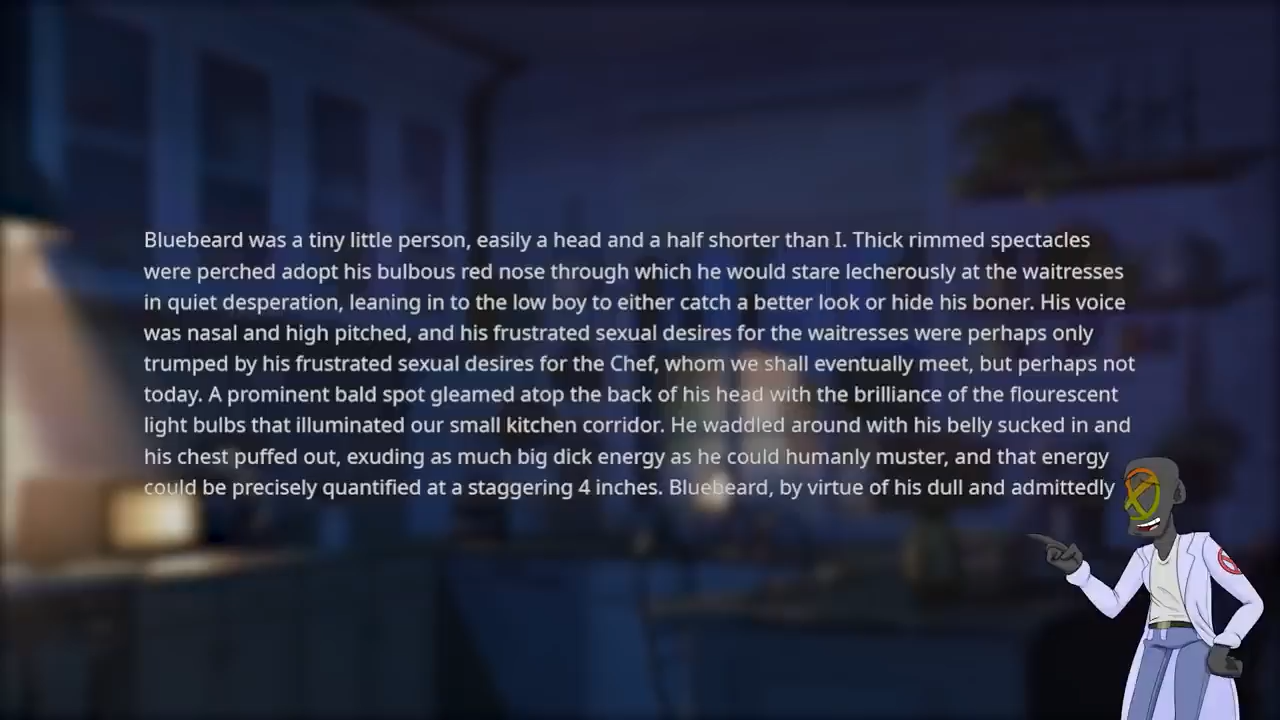 Bluebeard was a tiny little person, easily a head and a half shorter than I. Thick rimmed spectacles
were perched adopt his bulbous red nose through which he would stare lecherously at the waitresses
in quiet desperation, leaning in to the low boy to either catch a better look or hide his boner. His voice
was nasal and high pitched, and his frustrated sexual desires for the waitresses were perhaps only
trumped by his frustrated sexual desires for the Chef, whom we shall eventually meet, but perhaps not
today. A prominent bald spot gleamed atop the back of his head with the brilliance of the flourescent
light bulbs that illuminated our small kitchen corridor. He waddled around with his belly sucked in and
his chest puffed out, exuding as much big dick energy as he could humanly muster, and that energy
could be precisely quantified at a staggering 4 inches. Bluebeard, by virtue of his dull and admittedly